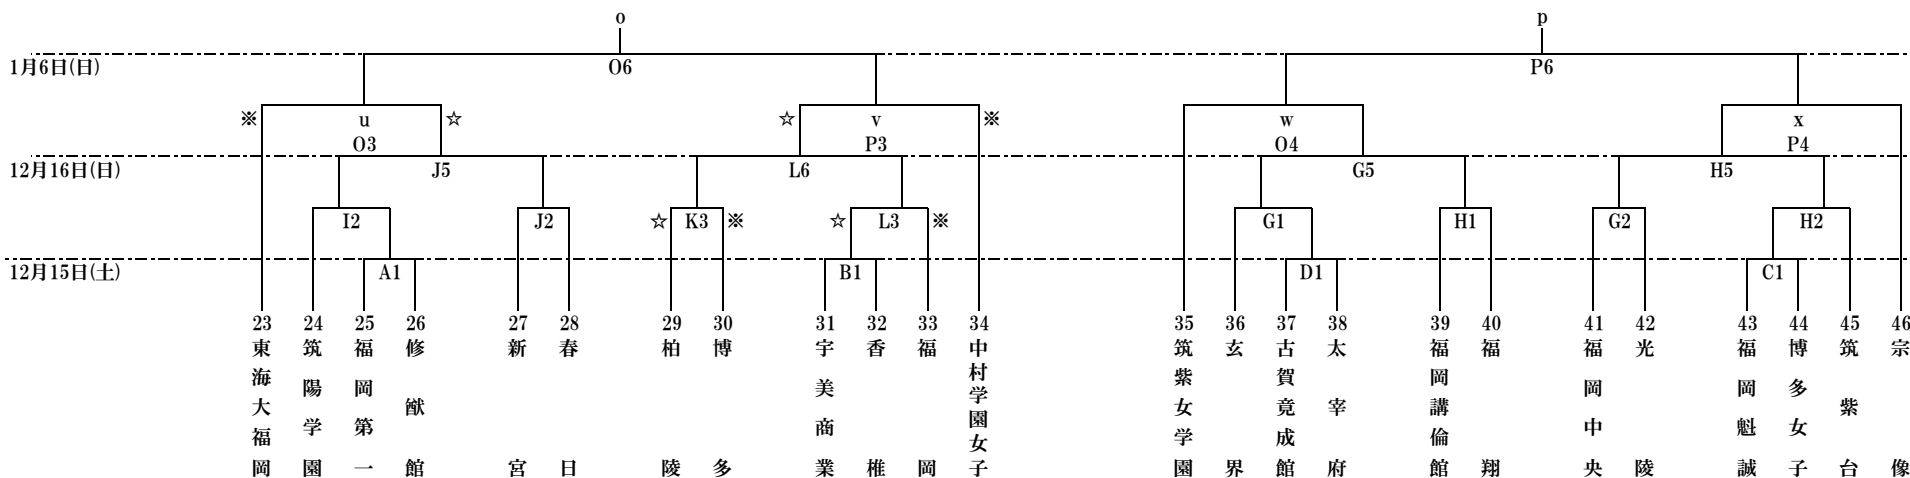 o p
1月6日(日) O6 P6
※ u ☆ ☆ v ※ w x
O3 P3 O4 P4
12月16日(日) J5 L6 G5 H5
I2 J2 ☆ K3 ※ ☆ L3 ※ G1 H1 G2 H2
12月15日(土) A1 B1 D1 C1
23 24 25 26 27 28 29 30 31 32 33 34 35 36 37 38 39 40 41 42 43 44 45 46
東海大福岡
筑陽学園
福岡第一
修猷館
新宮
春日
柏陵
博多
宇美商業
香椎
福岡
中村学園女子
筑紫女学園
玄界
古賀竟成館
太宰府
福岡講倫館
福翔
福岡中央
光陵
福岡魁誠
博多女子
筑紫台
宗像